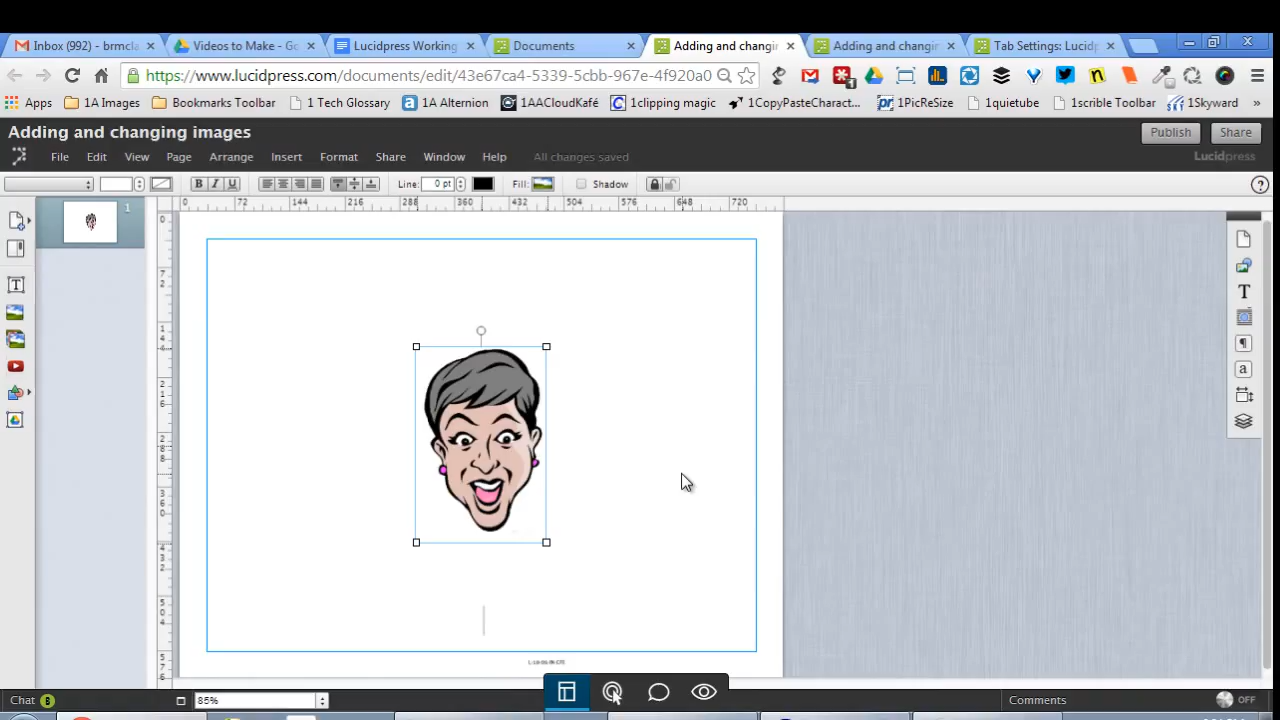 Inbox (992) - brmcla
Videos to Make - Go
Lucidpress Working
Documents
Adding and changin
Adding and changin
Tab Settings: Lucidp
https://www.lucidpress.com/documents/edit/43e67ca4-5339-5cbb-967e-4f920a0
Apps
1A Images
Bookmarks Toolbar
1 Tech Glossary
1A Alternion
1AACloudKafé
1clipping magic
1CopyPasteCharact...
1PicReSize
1quietube
1scrible Toolbar
1Skyward
»
Adding and changing images
Publish
Share
File
Edit
View
Page
Arrange
Insert
Format
Share
Window
Help
All changes saved
Lucidpress
B
I
U
Line:
0 pt
Fill:
Shadow
?
0
72
144
216
288
360
432
504
576
648
720
1
T
T
¶
a
Chat
85%
Comments
OFF